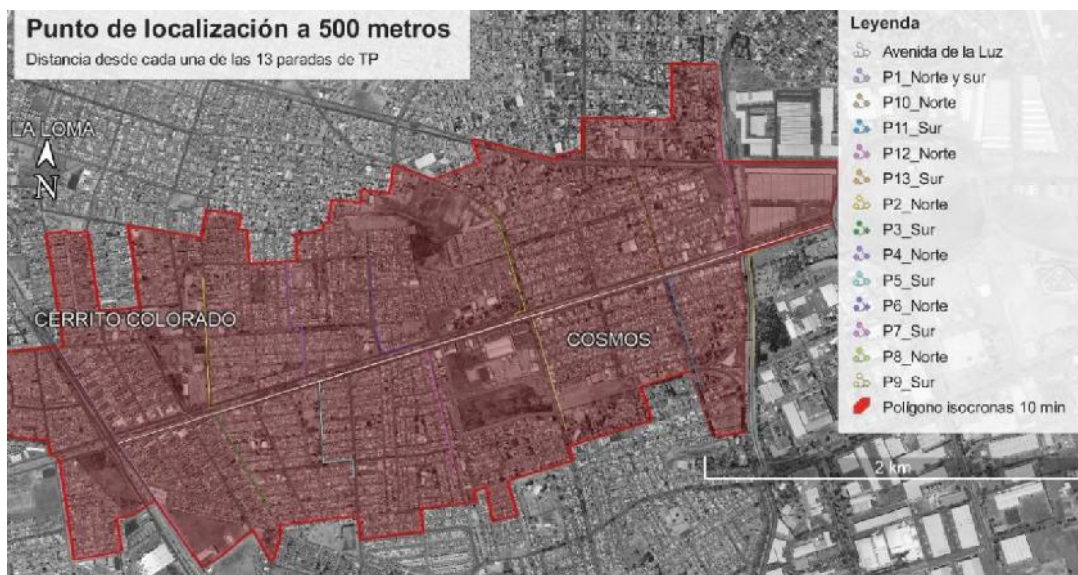 Punto de localización a 500 metros
Distancia desde cada una de las 13 paradas de TP
LA LOMA
N
CERRITO COLORADO
COSMOS
Leyenda
Avenida de la Luz
P1_Norte y sur
P10_Norte
P11_Sur
P12_Norte
P13_Sur
P2_Norte
P3_Sur
P4_Norte
P5_Sur
P6_Norte
P7_Sur
P8_Norte
P9_Sur
Polígono isocronas 10 min
2 km